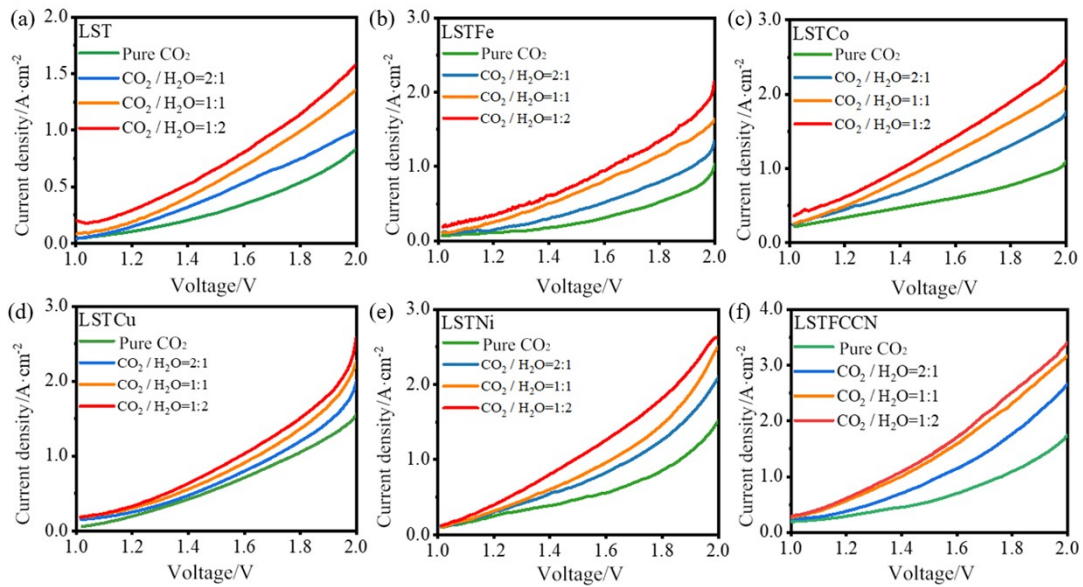 (a)
LST
Pure CO₂
CO₂ / H₂O=2:1
CO₂ / H₂O=1:1
CO₂ / H₂O=1:2
Current density/A·cm⁻²
2.0
1.5
1.0
0.5
0.0
1.0 1.2 1.4 1.6 1.8 2.0
Voltage/V
(b)
LSTFe
Pure CO₂
CO₂ / H₂O=2:1
CO₂ / H₂O=1:1
CO₂ / H₂O=1:2
Current density/A·cm⁻²
3.0
2.0
1.0
0.0
1.0 1.2 1.4 1.6 1.8 2.0
Voltage/V
(c)
LSTCo
Pure CO₂
CO₂ / H₂O=2:1
CO₂ / H₂O=1:1
CO₂ / H₂O=1:2
Current density/A·cm⁻²
3.0
2.0
1.0
0.0
1.0 1.2 1.4 1.6 1.8 2.0
Voltage/V
(d)
LSTCu
Pure CO₂
CO₂ / H₂O=2:1
CO₂ / H₂O=1:1
CO₂ / H₂O=1:2
Current density/A·cm⁻²
3.0
2.0
1.0
0.0
1.0 1.2 1.4 1.6 1.8 2.0
Voltage/V
(e)
LSTNi
Pure CO₂
CO₂ / H₂O=2:1
CO₂ / H₂O=1:1
CO₂ / H₂O=1:2
Current density/A·cm⁻²
3.0
2.0
1.0
0.0
1.0 1.2 1.4 1.6 1.8 2.0
Voltage/V
(f)
LSTFCCN
Pure CO₂
CO₂ / H₂O=2:1
CO₂ / H₂O=1:1
CO₂ / H₂O=1:2
Current density/A·cm⁻²
4.0
3.0
2.0
1.0
0.0
1.0 1.2 1.4 1.6 1.8 2.0
Voltage/V